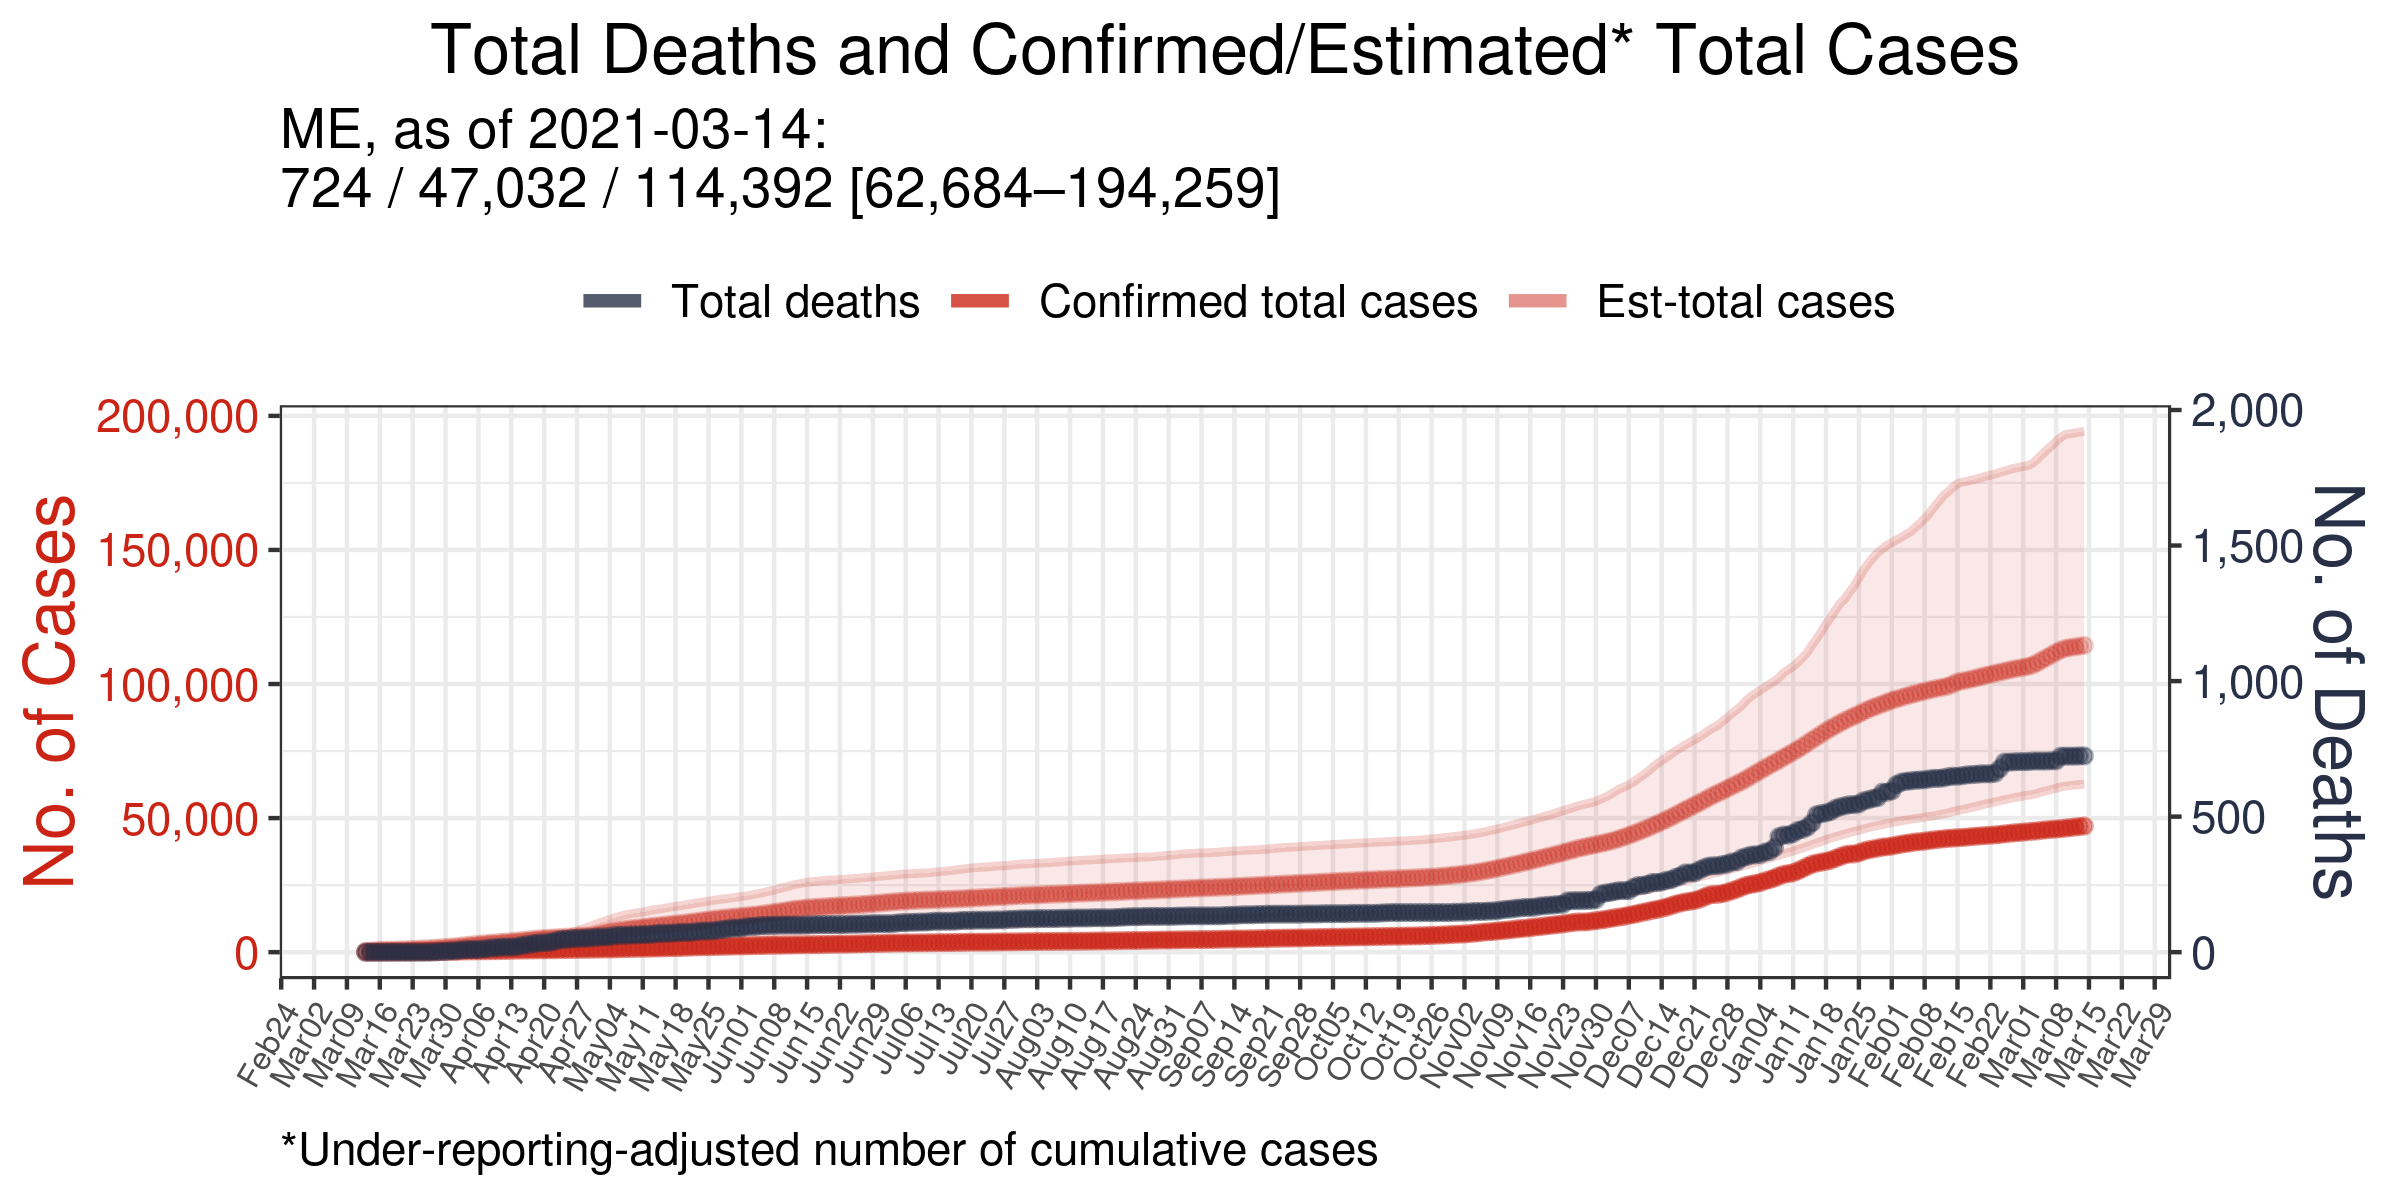 Total Deaths and Confirmed/Estimated* Total Cases
ME, as of 2021-03-14:
724 / 47,032 / 114,392 [62,684–194,259]
Total deaths
Confirmed total cases
Est-total cases
No. of Cases
200,000
150,000
100,000
50,000
0
2,000
1,500
1,000
500
0
No. of Deaths
Feb24
Mar02
Mar09
Mar16
Mar23
Mar30
Apr06
Apr13
Apr20
Apr27
May04
May11
May18
May25
Jun01
Jun08
Jun15
Jun22
Jun29
Jul06
Jul13
Jul20
Jul27
Aug03
Aug10
Aug17
Aug24
Aug31
Sep07
Sep14
Sep21
Sep28
Oct05
Oct12
Oct19
Oct26
Nov02
Nov09
Nov16
Nov23
Nov30
Dec07
Dec14
Dec21
Dec28
Jan04
Jan11
Jan18
Jan25
Feb01
Feb08
Feb15
Feb22
Mar01
Mar08
Mar15
Mar22
Mar29
*Under-reporting-adjusted number of cumulative cases